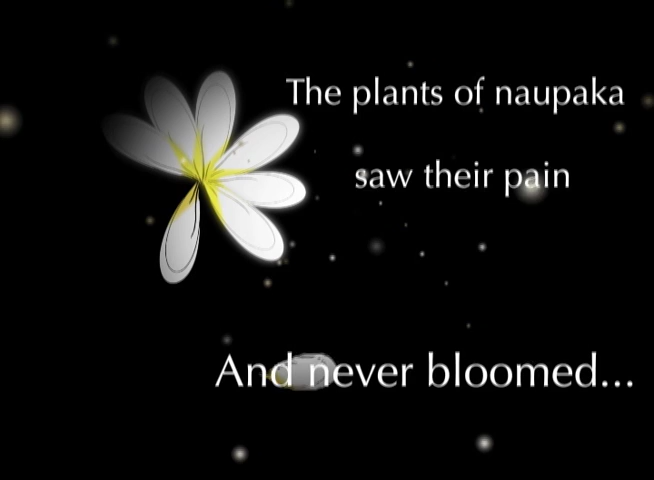 The plants of naupaka
saw their pain
And never bloomed...